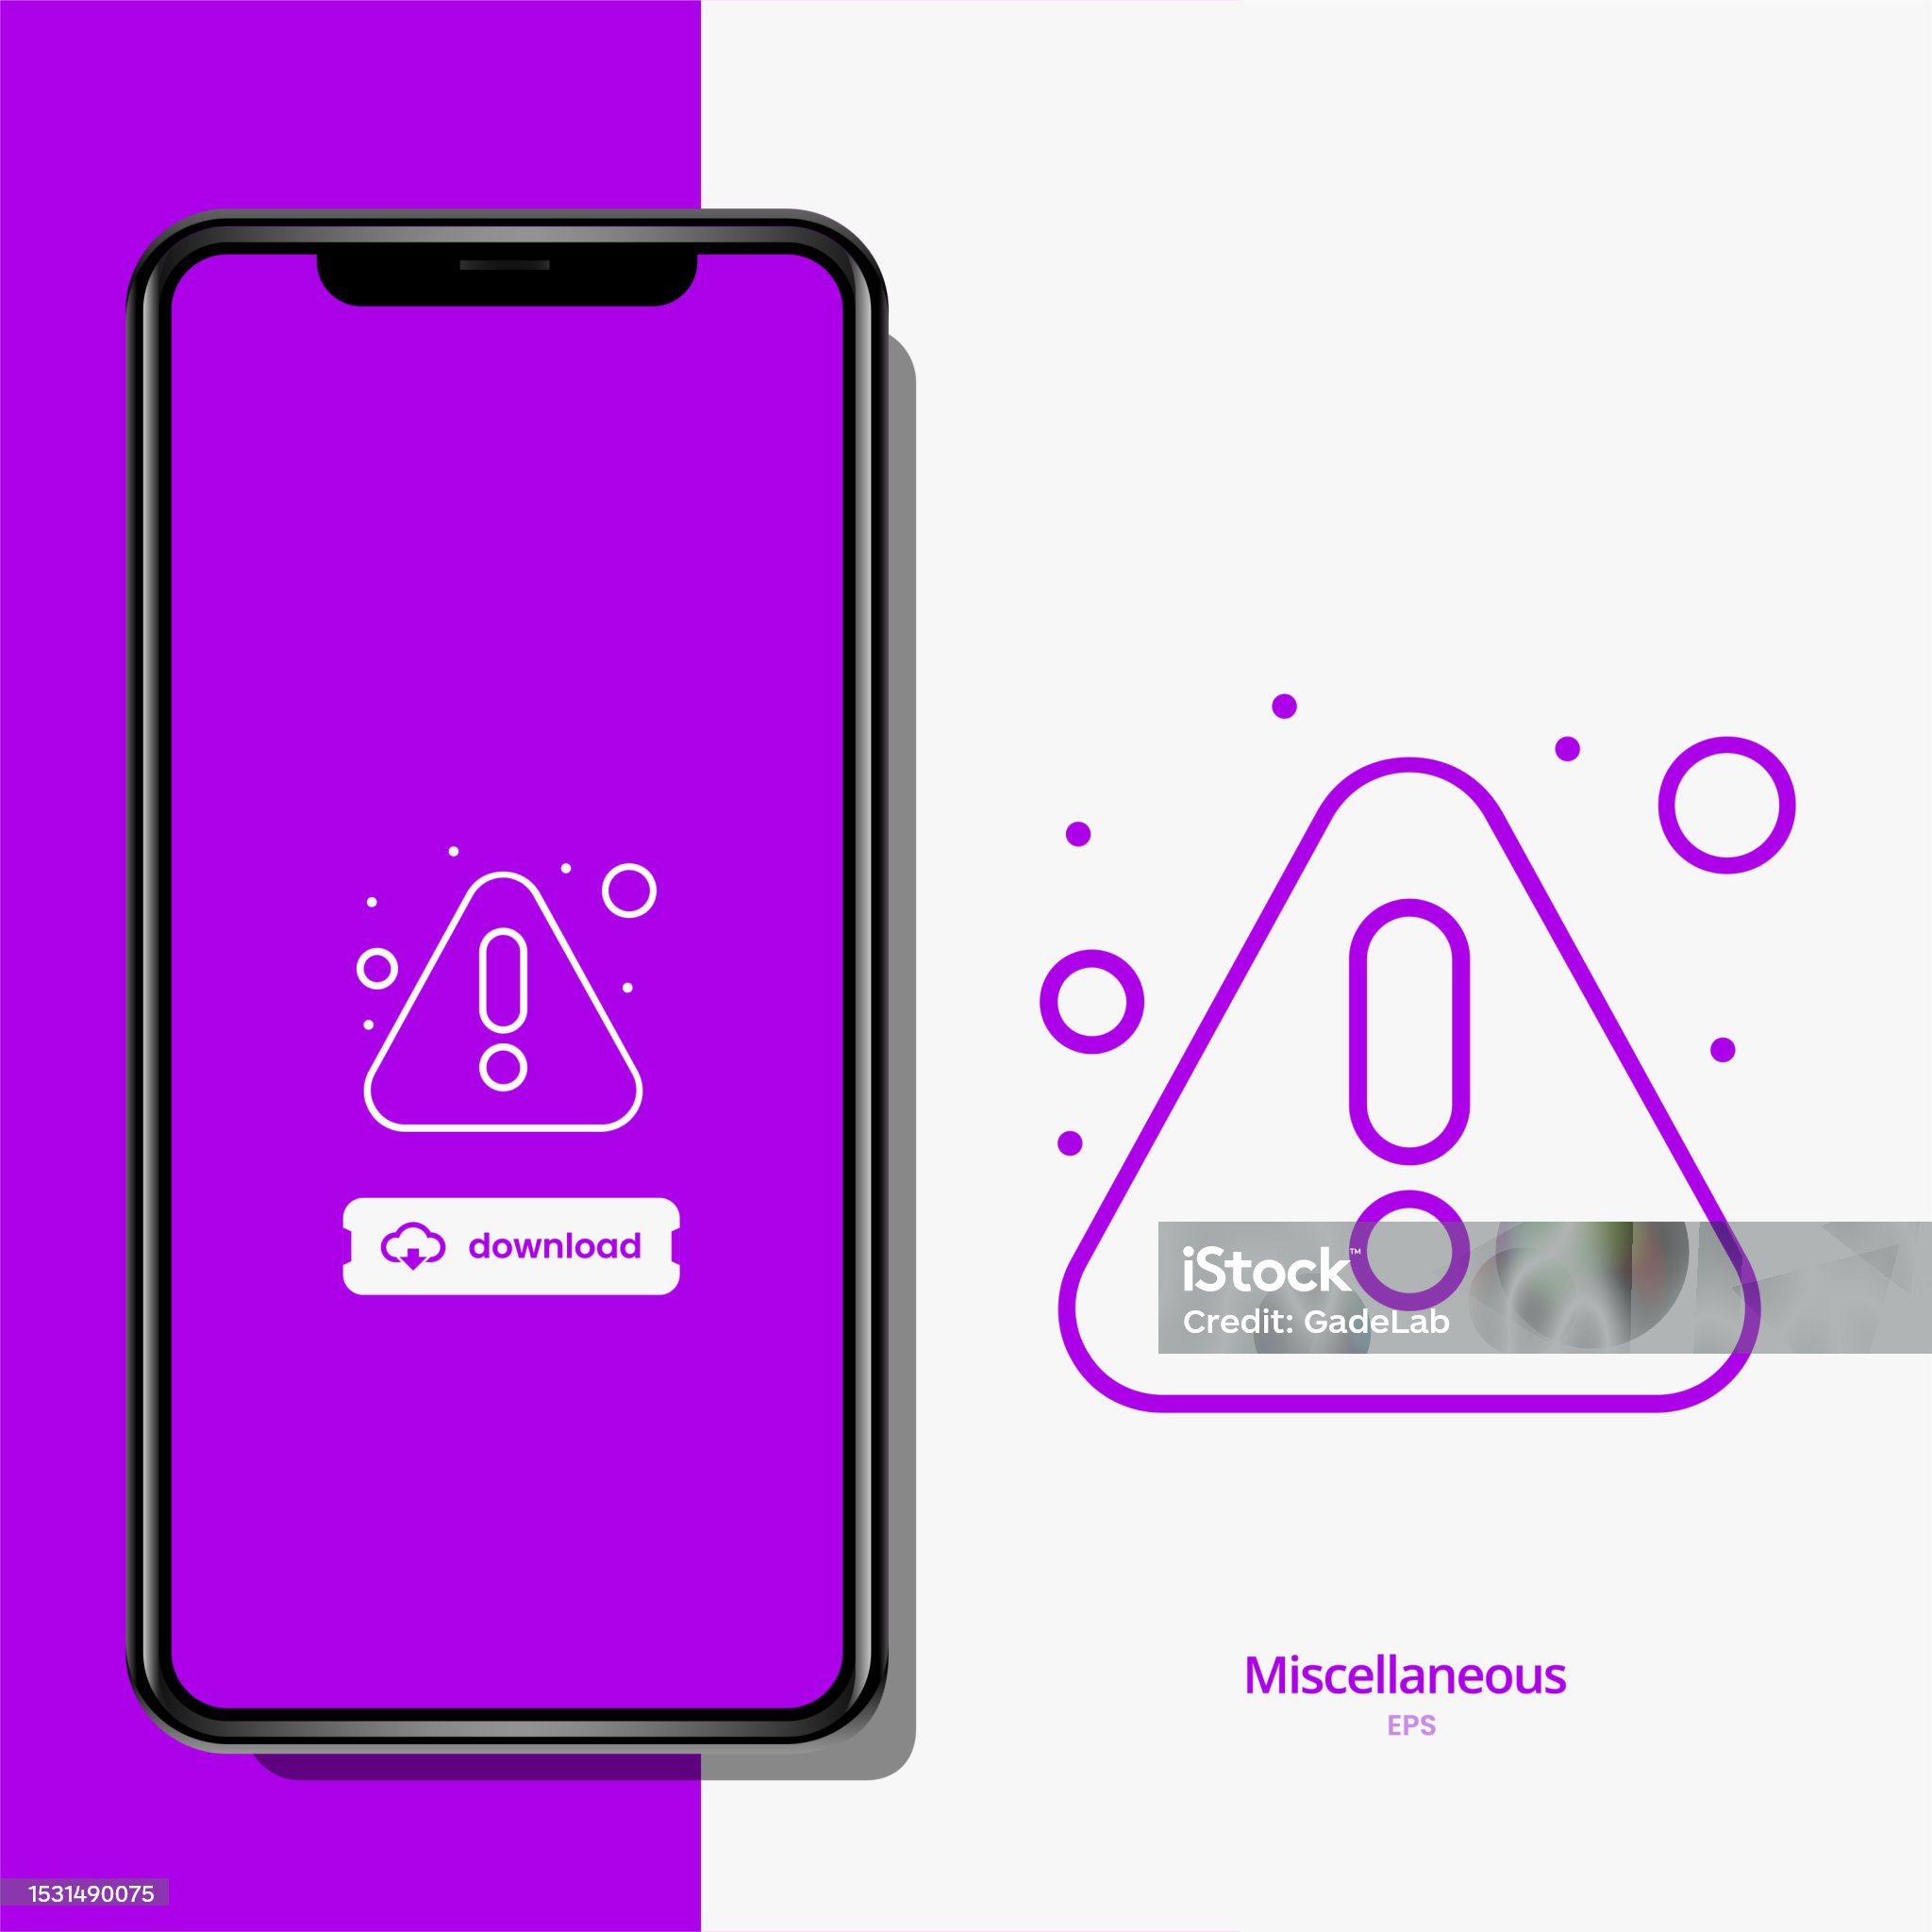 download
iStock™
Credit: GadeLab
Miscellaneous
EPS
1531490075